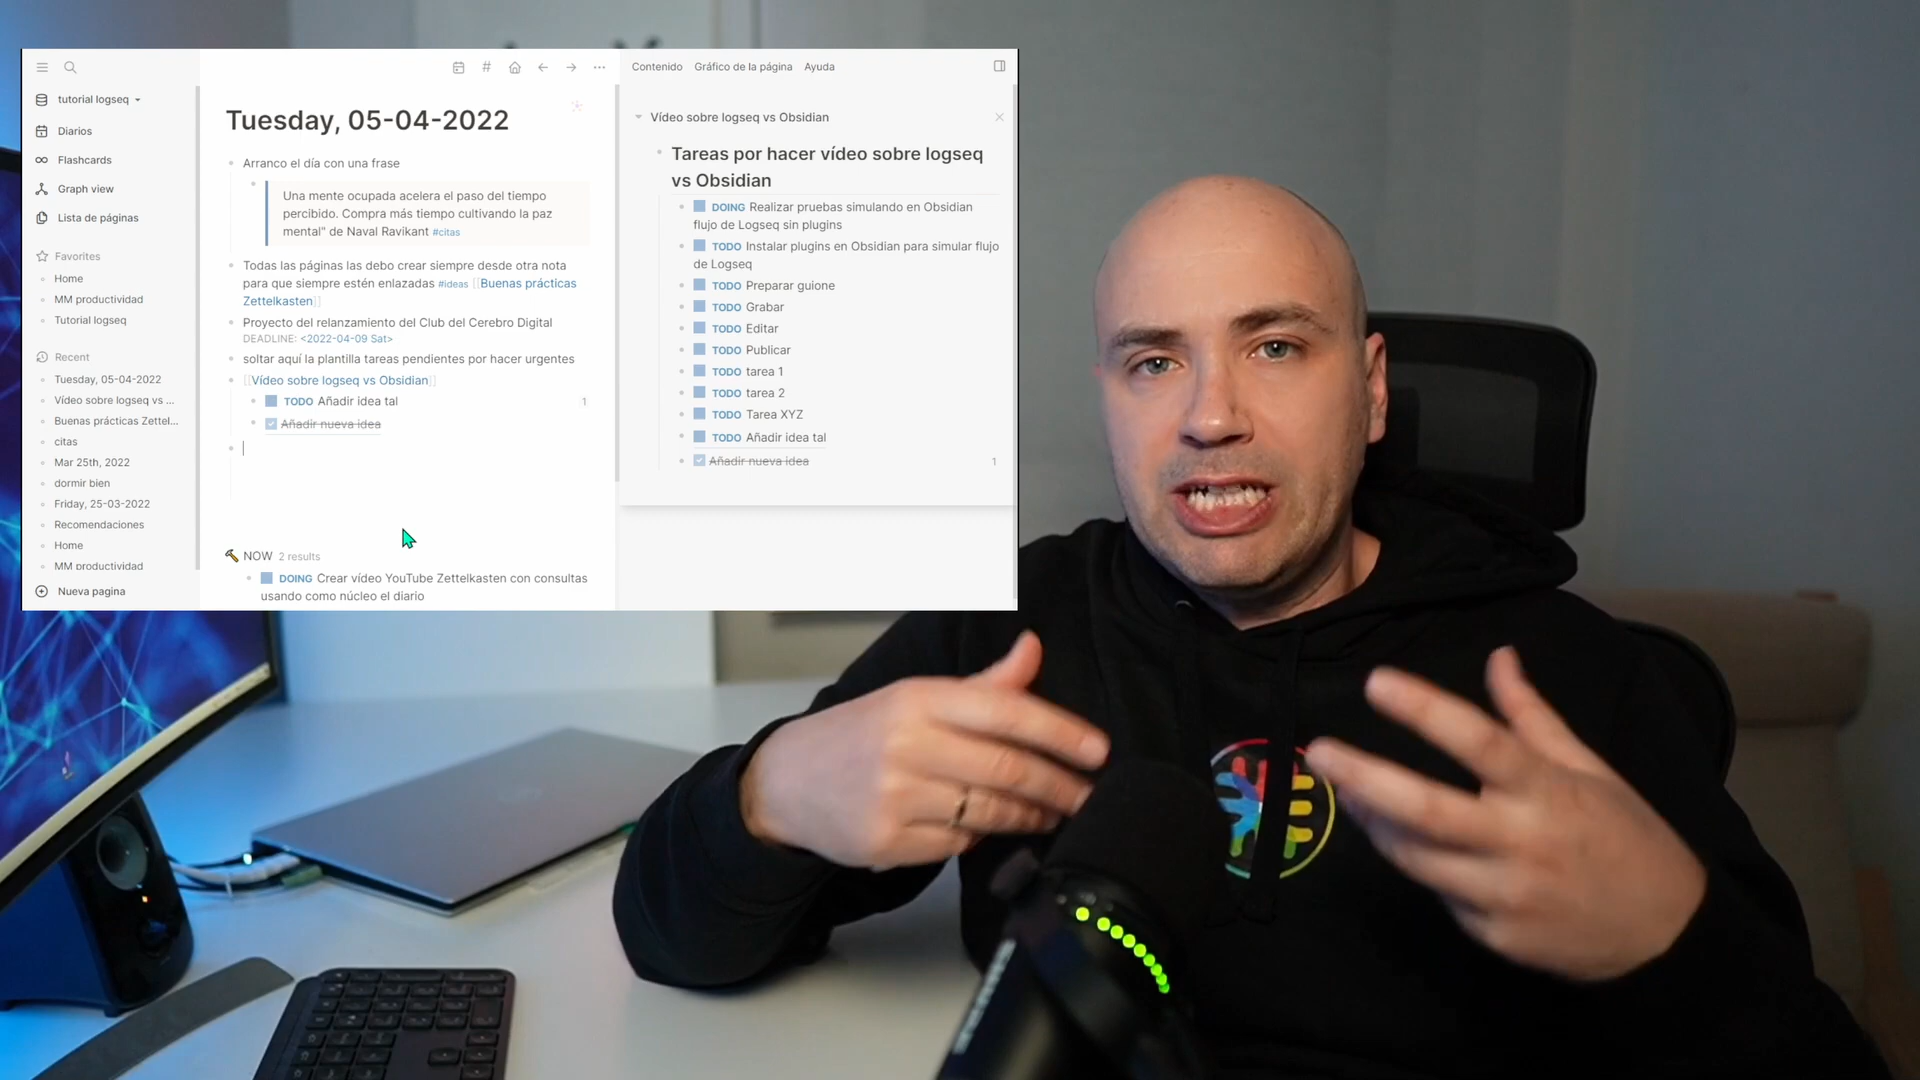 tutorial logseq
Diarios
Flashcards
Graph view
Lista de páginas
Favorites
Home
MM productividad
Tutorial logseq
Recent
Tuesday, 05-04-2022
Vídeo sobre logseq vs ...
Buenas prácticas Zettel...
citas
Mar 25th, 2022
dormir bien
Friday, 25-03-2022
Recomendaciones
Home
MM productividad
Nueva pagina
Tuesday, 05-04-2022
Arranco el día con una frase
Una mente ocupada acelera el paso del tiempo
percibido. Compra más tiempo cultivando la paz
mental" de Naval Ravikant #citas
Todas las páginas las debo crear siempre desde otra nota
para que siempre estén enlazadas #ideas [[Buenas prácticas
Zettelkasten]]
Proyecto del relanzamiento del Club del Cerebro Digital
DEADLINE: <2022-04-09 Sat>
soltar aquí la plantilla tareas pendientes por hacer urgentes
[[Vídeo sobre logseq vs Obsidian]]
TODO Añadir idea tal 1
Añadir nueva idea
NOW 2 results
DOING Crear vídeo YouTube Zettelkasten con consultas
usando como núcleo el diario
Contenido Gráfico de la página Ayuda
Vídeo sobre logseq vs Obsidian
Tareas por hacer vídeo sobre logseq
vs Obsidian
DOING Realizar pruebas simulando en Obsidian
flujo de Logseq sin plugins
TODO Instalar plugins en Obsidian para simular flujo
de Logseq
TODO Preparar guione
TODO Grabar
TODO Editar
TODO Publicar
TODO tarea 1
TODO tarea 2
TODO Tarea XYZ
TODO Añadir idea tal
Añadir nueva idea 1